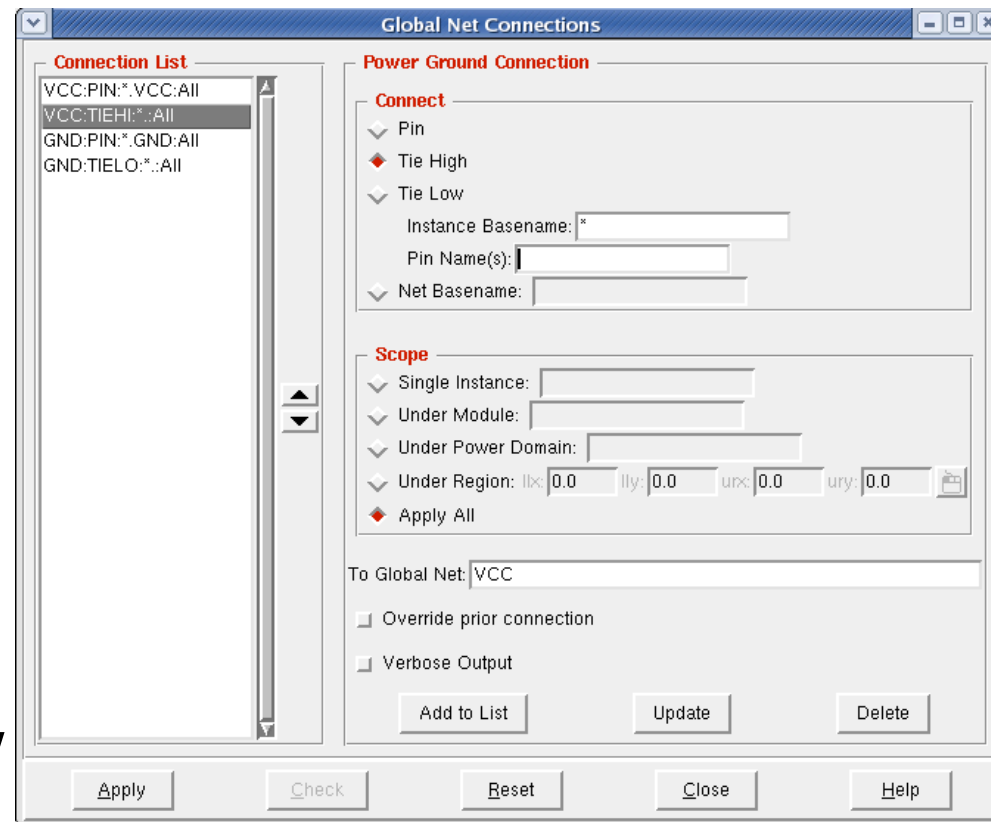 Global Net Connections
Connection List
VCC:PIN:*.VCC:All
VCC:TIEHI:*.:All
GND:PIN:*.GND:All
GND:TIELO:*.:All
Power Ground Connection
Connect
Pin
Tie High
Tie Low
Instance Basename: *
Pin Name(s):
Net Basename:
Scope
Single Instance:
Under Module:
Under Power Domain:
Under Region: llx: 0.0 lly: 0.0 urx: 0.0 ury: 0.0
Apply All
To Global Net: VCC
Override prior connection
Verbose Output
Add to List Update Delete
Apply Check Reset Close Help